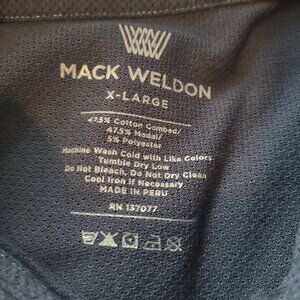 MACK WELDON
X-LARGE
47.5% Cotton Combed/
47.5% Modal/
5% Polyester
Machine Wash Cold with Like Colors
Tumble Dry Low
Do Not Bleach, Do Not Dry Clean
Cool Iron if Necessary
MADE IN PERU
RN 137077